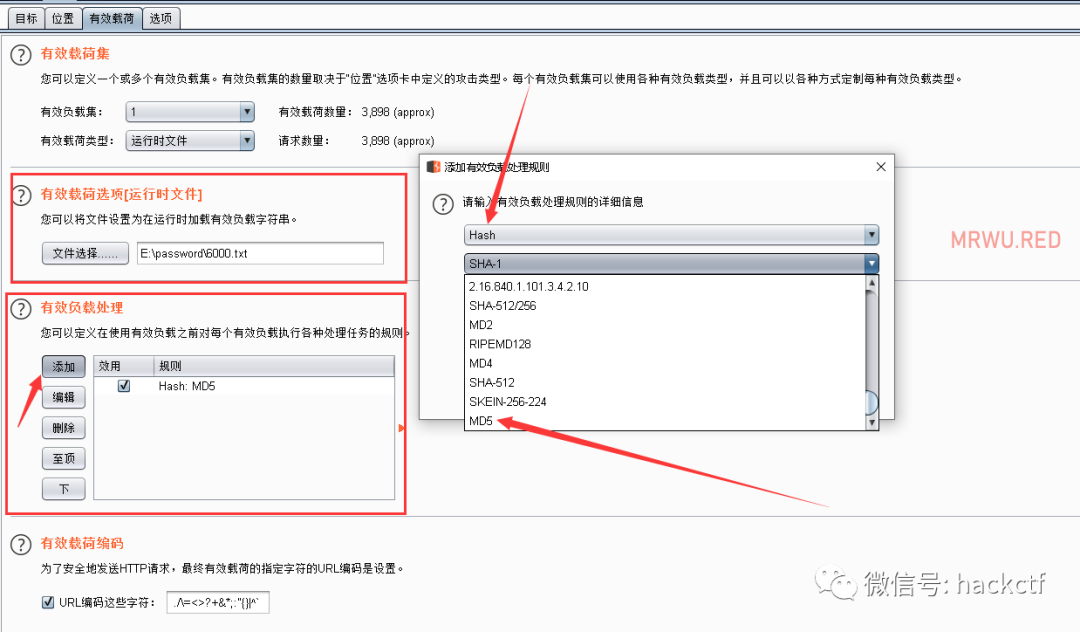 目标 位置 有效载荷 选项
有效载荷集
您可以定义一个或多个有效负载集。有效负载集的数量取决于"位置"选项卡中定义的攻击类型。每个有效负载集可以使用各种有效负载类型，并且可以以各种方式定制每种有效负载类型。
有效负载集： 1 有效载荷数量： 3,898 (approx)
有效载荷类型： 运行时文件 请求数量： 3,898 (approx)
有效载荷选项[运行时文件]
您可以将文件设置为在运行时加载有效负载字符串。
文件选择...... E:\password\6000.txt
有效负载处理
您可以定义在使用有效负载之前对每个有效负载执行各种处理任务的规则。
添加 效用 规则
Hash: MD5
编辑
删除
至顶
下
添加有效负载处理规则
请输入有效负载处理规则的详细信息
Hash
SHA-1
2.16.840.1.101.3.4.2.10
SHA-512/256
MD2
RIPEMD128
MD4
SHA-512
SKEIN-256-224
MD5
MRWU.RED
有效载荷编码
为了安全地发送HTTP请求，最终有效载荷的指定字符的URL编码是设置。
URL编码这些字符： ./\=<>?+&*;:"{}|^`
微信号: hackctf